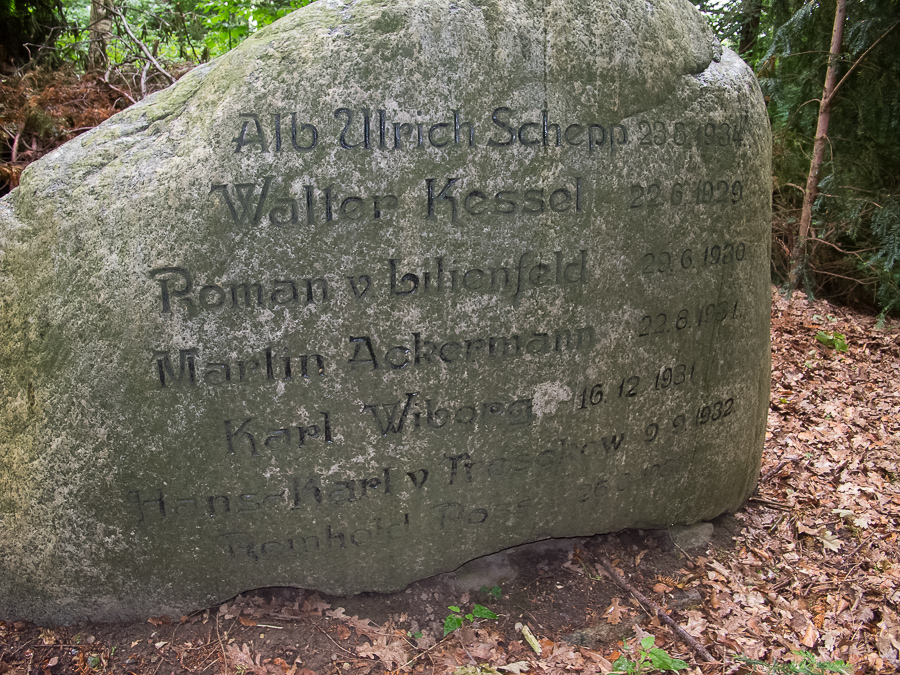 Alb Ulrich Schepp 23.5.1934
Walter Kessel 22.6.1929
Roman v Lilienfeld 23.6.1930
Martin Ackermann 22.8.1931
Karl Wiborg 16.12.1931
Hans-Karl v Treschow 9.9.1932